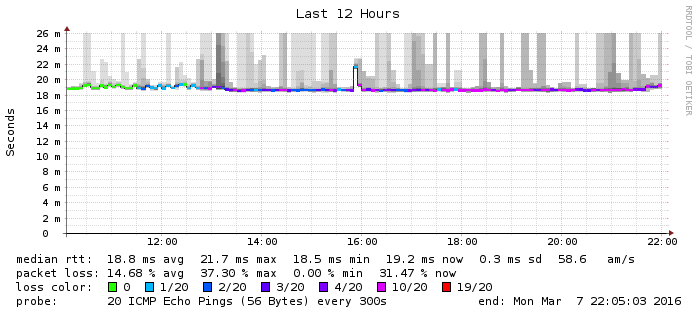 Last 12 Hours
RRDTOOL / TOBI OETIKER
Seconds
26 m
24 m
22 m
20 m
18 m
16 m
14 m
12 m
10 m
8 m
6 m
4 m
2 m
0
12:00 14:00 16:00 18:00 20:00 22:00
median rtt: 18.8 ms avg 21.7 ms max 18.5 ms min 19.2 ms now 0.3 ms sd 58.6 am/s
packet loss: 14.68 % avg 37.30 % max 0.00 % min 31.47 % now
loss color: 0 1/20 2/20 3/20 4/20 10/20 19/20
probe: 20 ICMP Echo Pings (56 Bytes) every 300s end: Mon Mar 7 22:05:03 2016